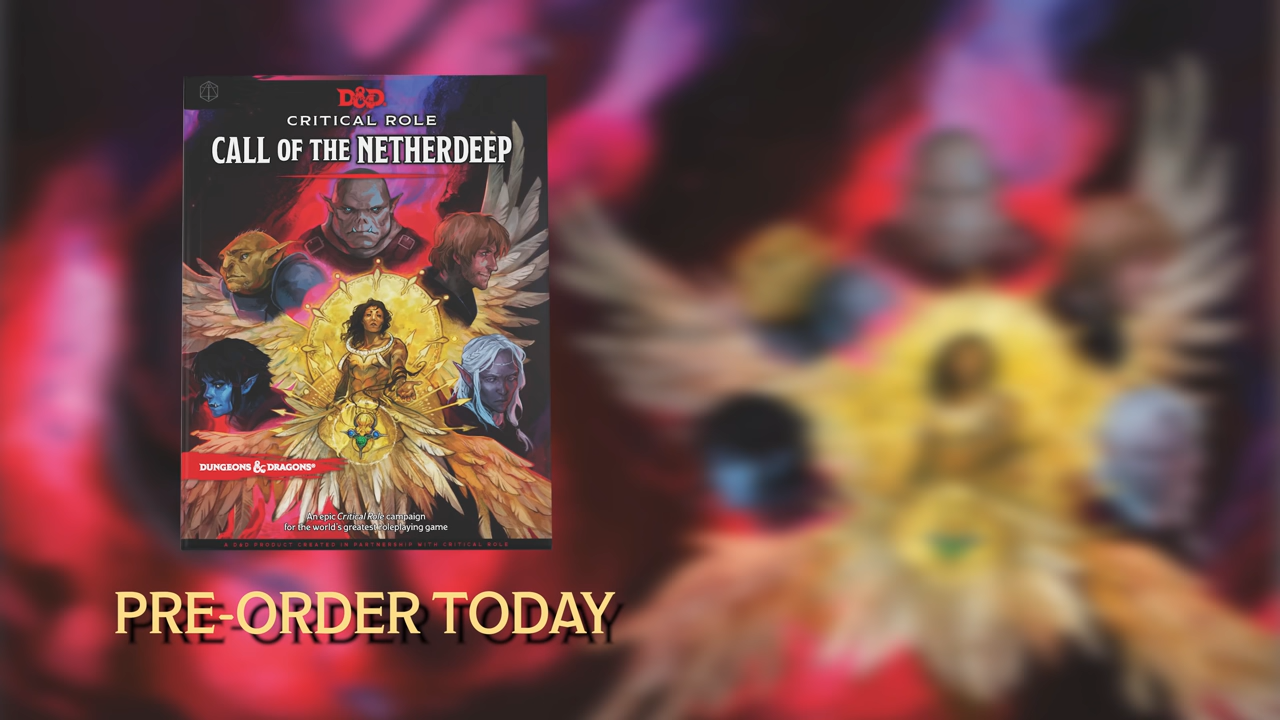 D&D
CRITICAL ROLE
CALL OF THE NETHERDEEP
DUNGEONS & DRAGONS®
An epic Critical Role campaign
for the world's greatest roleplaying game
A D&D PRODUCT CREATED IN PARTNERSHIP WITH CRITICAL ROLE
PRE-ORDER TODAY